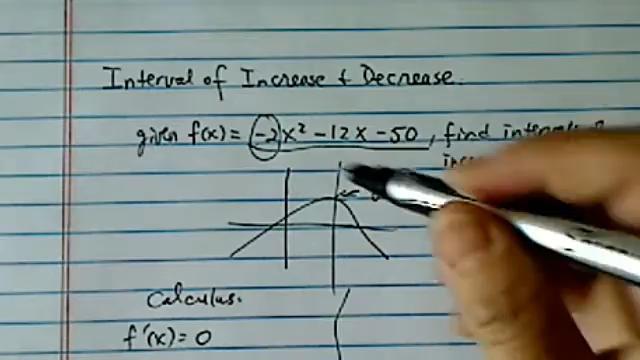 Interval of Increase & Decrease.
given f(x) = -2x² - 12x - 50, find
Calculus.
f'(x) = 0